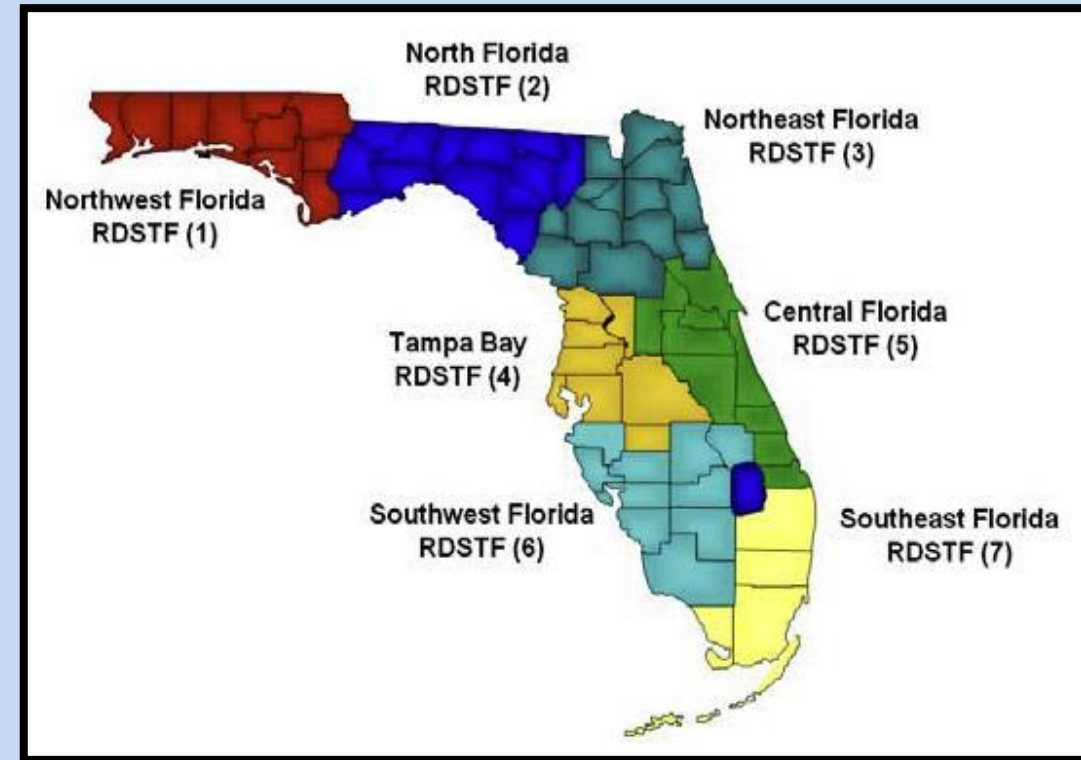 North Florida
RDSTF (2)
Northeast Florida
RDSTF (3)
Northwest Florida
RDSTF (1)
Central Florida
RDSTF (5)
Tampa Bay
RDSTF (4)
Southwest Florida
RDSTF (6)
Southeast Florida
RDSTF (7)